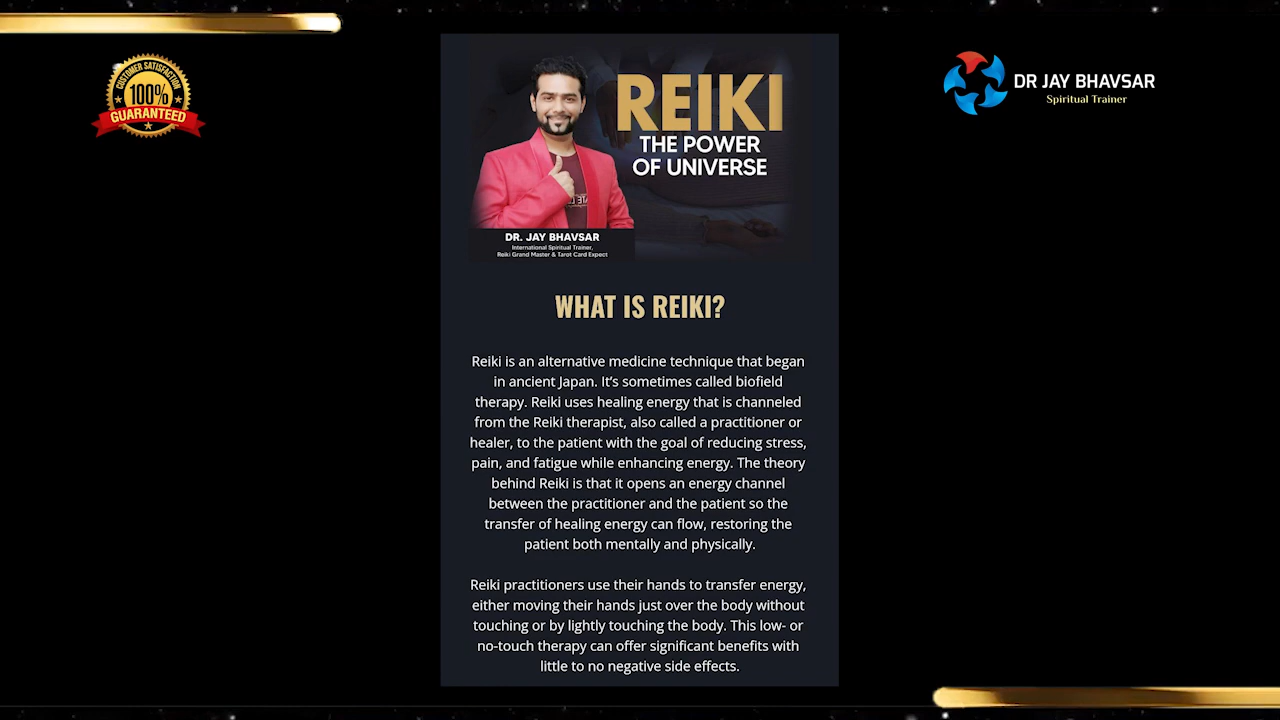 CUSTOMER SATISFACTION
100%
GUARANTEED
DR JAY BHAVSAR
Spiritual Trainer
REIKI
THE POWER
OF UNIVERSE
DR. JAY BHAVSAR
International Spiritual Trainer,
Reiki Grand Master & Tarot Card Expect
WHAT IS REIKI?
Reiki is an alternative medicine technique that began
in ancient Japan. It’s sometimes called biofield
therapy. Reiki uses healing energy that is channeled
from the Reiki therapist, also called a practitioner or
healer, to the patient with the goal of reducing stress,
pain, and fatigue while enhancing energy. The theory
behind Reiki is that it opens an energy channel
between the practitioner and the patient so the
transfer of healing energy can flow, restoring the
patient both mentally and physically.
Reiki practitioners use their hands to transfer energy,
either moving their hands just over the body without
touching or by lightly touching the body. This low- or
no-touch therapy can offer significant benefits with
little to no negative side effects.